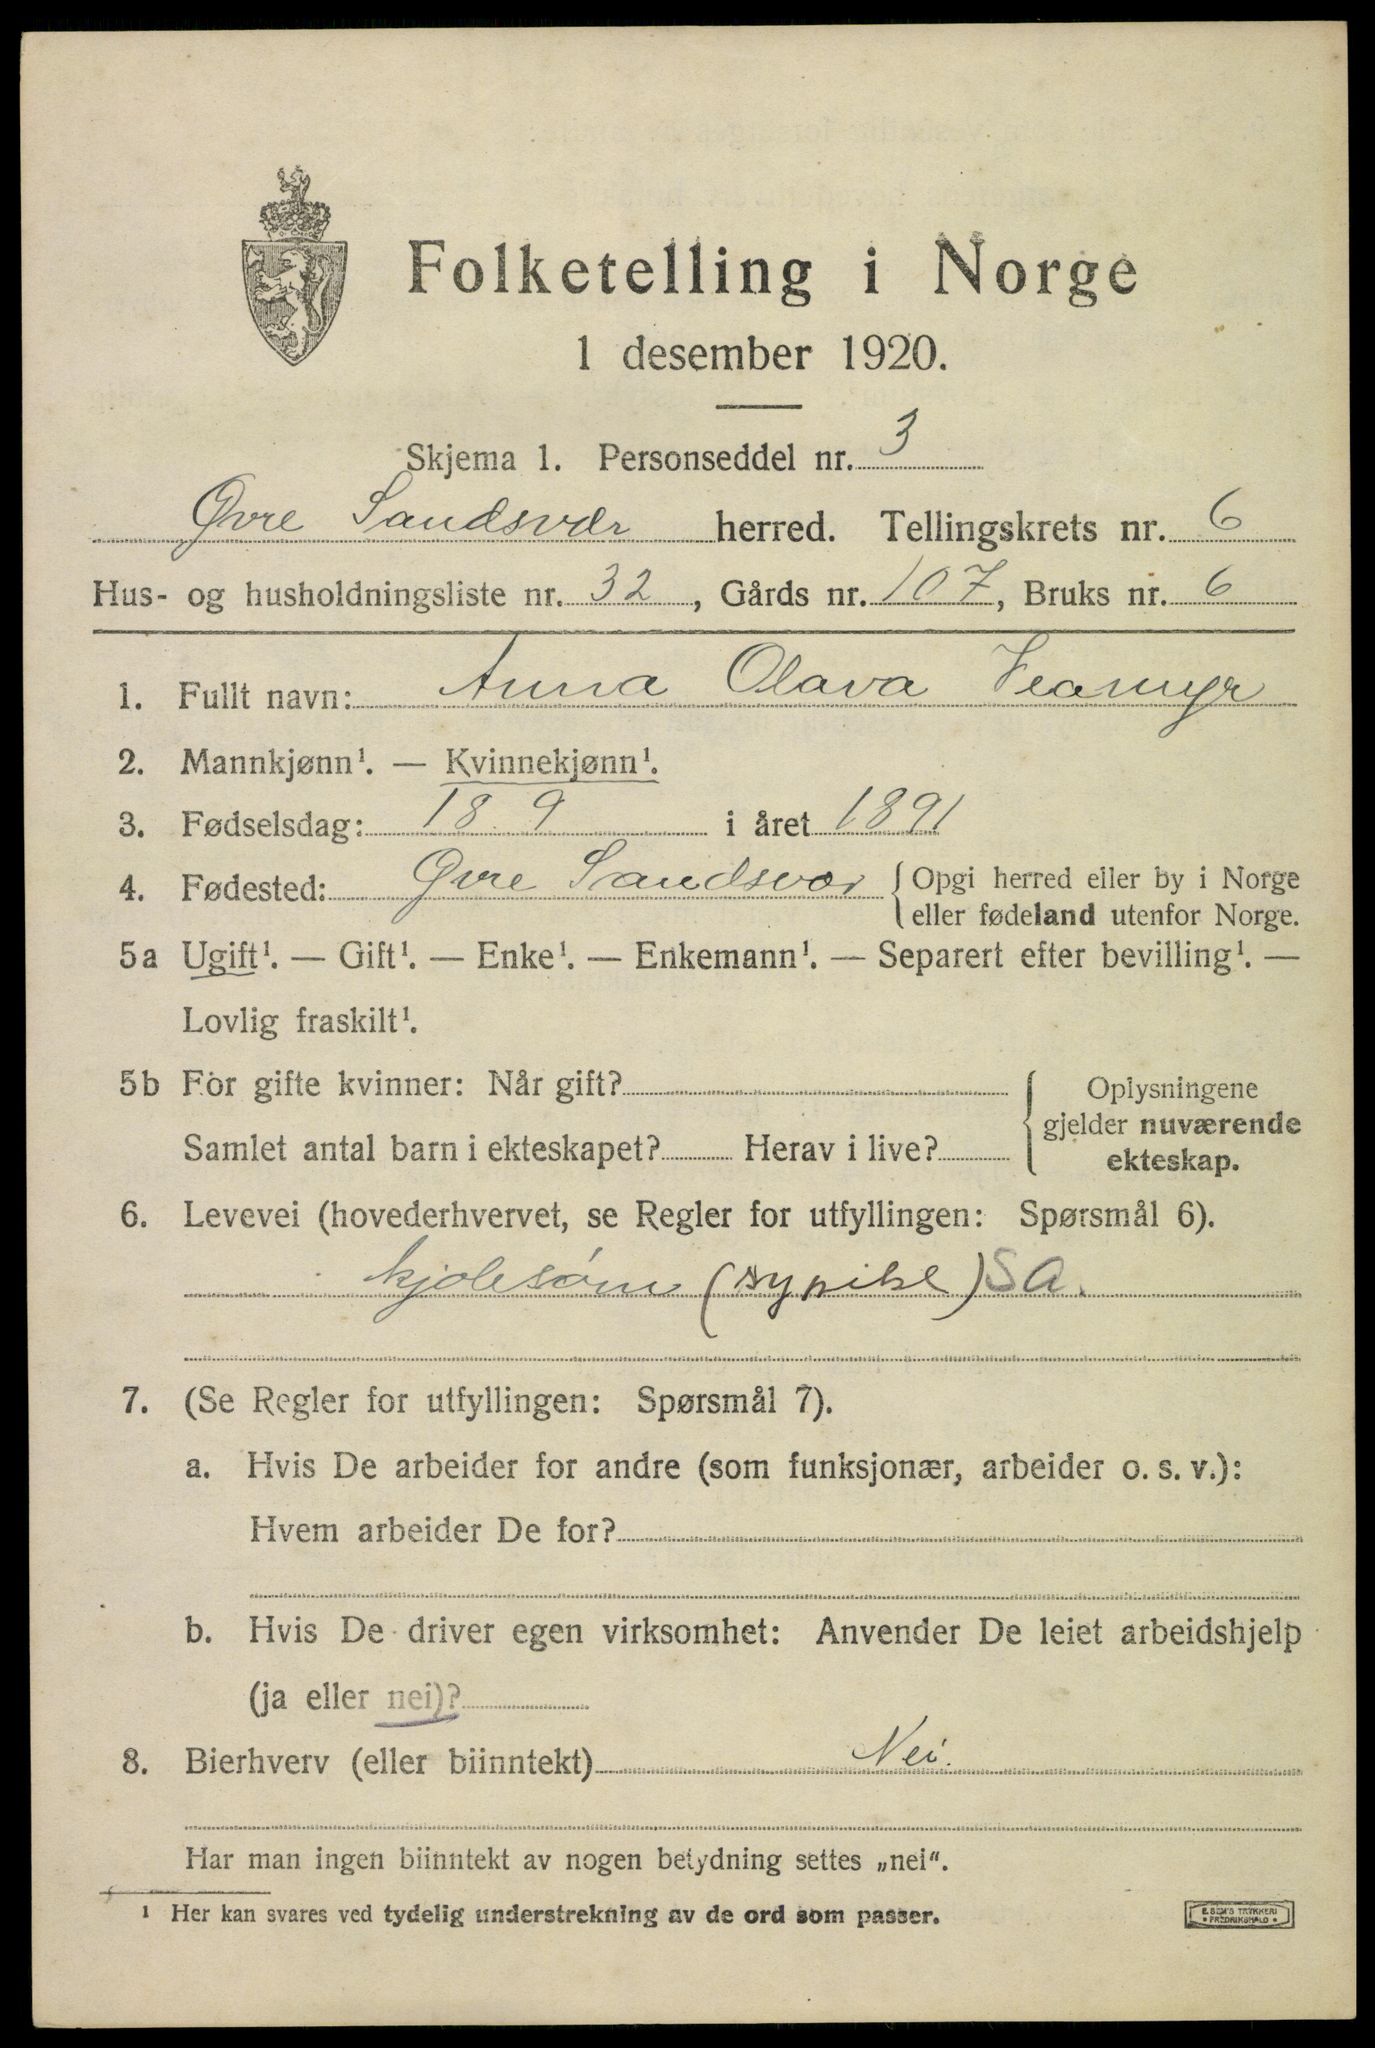 Folketelling i Norge
1 desember 1920.
Skjema 1. Personseddel nr. 3
Øvre Sandsvær herred. Tellingskrets nr. 6
Hus- og husholdningsliste nr. 32, Gårds nr. 107, Bruks nr. 6
1. Fullt navn: Anna Olava Veamyr
2. Mannkjønn¹. — Kvinnekjønn¹.
3. Fødselsdag: 18 9 i året 1891
4. Fødested: Øvre Sandsvær { Opgi herred eller by i Norge
eller fødeland utenfor Norge.
5a Ugift¹. — Gift¹. — Enke¹. — Enkemann¹. — Separert efter bevilling¹. —
Lovlig fraskilt¹.
5b For gifte kvinner: Når gift?
Samlet antal barn i ekteskapet? Herav i live?
{ Oplysningene
gjelder nuværende
ekteskap.
6. Levevei (hovederhvervet, se Regler for utfyllingen: Spørsmål 6).
kjolesøm (sypike) SA.
7. (Se Regler for utfyllingen: Spørsmål 7).
a. Hvis De arbeider for andre (som funksjonær, arbeider o. s. v.):
Hvem arbeider De for?
b. Hvis De driver egen virksomhet: Anvender De leiet arbeidshjelp
(ja eller nei)?
8. Bierhverv (eller biinntekt) Nei.
Har man ingen biinntekt av nogen betydning settes „nei“.
¹ Her kan svares ved tydelig understrekning av de ord som passer.
E. SEM'S TRYKKERI
• FREDRIKSHALD •